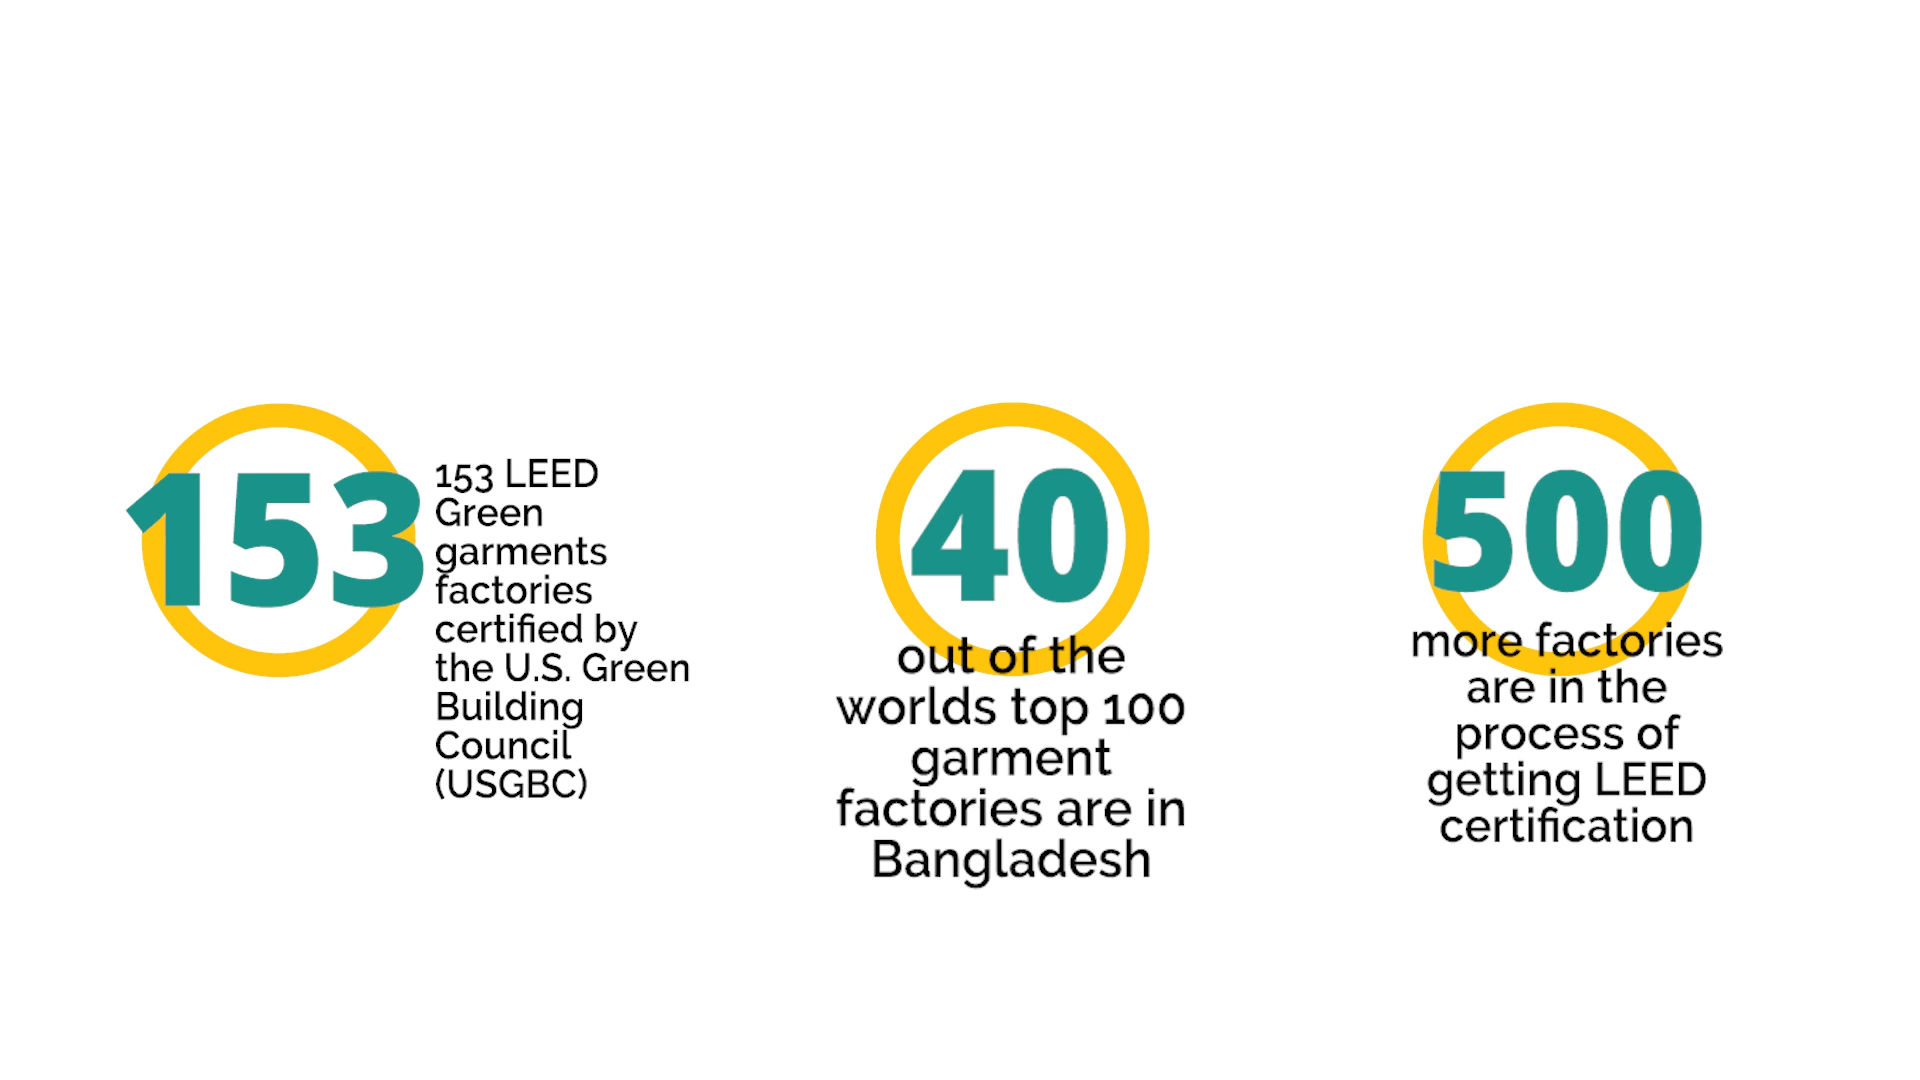 153
153 LEED
Green
garments
factories
certified by
the U.S. Green
Building
Council
(USGBC)
40
out of the
worlds top 100
garment
factories are in
Bangladesh
500
more factories
are in the
process of
getting LEED
certification